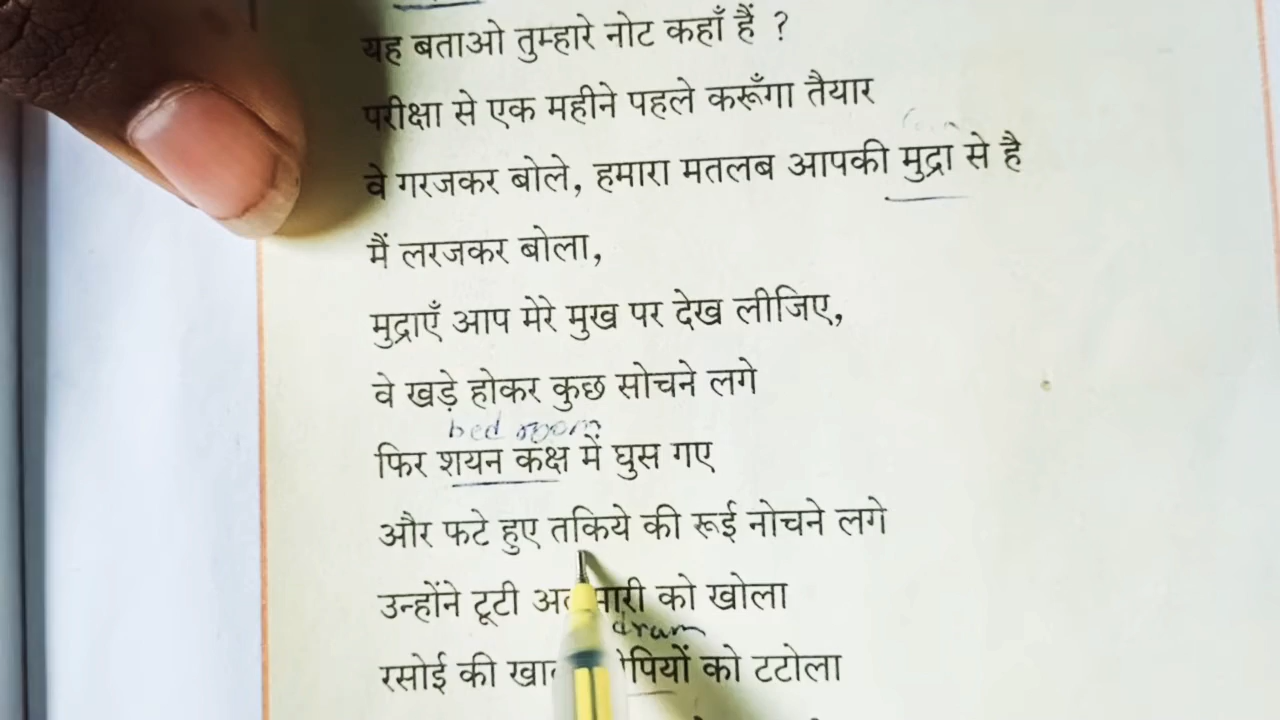 यह बताओ तुम्हारे नोट कहाँ हैं ?
परीक्षा से एक महीने पहले करूँगा तैयार
वे गरजकर बोले, हमारा मतलब आपकी मुद्रा से है
मैं लरजकर बोला,
मुद्राएँ आप मेरे मुख पर देख लीजिए,
वे खड़े होकर कुछ सोचने लगे
bed room
फिर शयन कक्ष में घुस गए
और फटे हुए तकिये की रूई नोचने लगे
उन्होंने टूटी को खोला
dram
रसोई की को टटोला